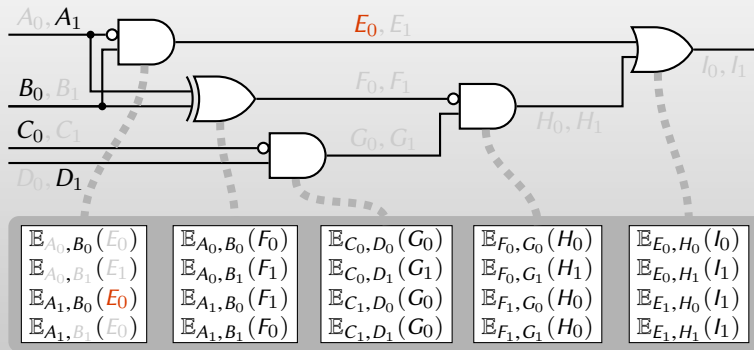 A₀, A₁
E₀, E₁
I₀, I₁
B₀, B₁
F₀, F₁
H₀, H₁
C₀, C₁
G₀, G₁
D₀, D₁
𝔼A₀,B₀(E₀)
𝔼A₀,B₁(E₁)
𝔼A₁,B₀(E₀)
𝔼A₁,B₁(E₀)
𝔼A₀,B₀(F₀)
𝔼A₀,B₁(F₁)
𝔼A₁,B₀(F₁)
𝔼A₁,B₁(F₀)
𝔼C₀,D₀(G₀)
𝔼C₀,D₁(G₁)
𝔼C₁,D₀(G₀)
𝔼C₁,D₁(G₀)
𝔼F₀,G₀(H₀)
𝔼F₀,G₁(H₁)
𝔼F₁,G₀(H₀)
𝔼F₁,G₁(H₀)
𝔼E₀,H₀(I₀)
𝔼E₀,H₁(I₁)
𝔼E₁,H₀(I₁)
𝔼E₁,H₁(I₁)